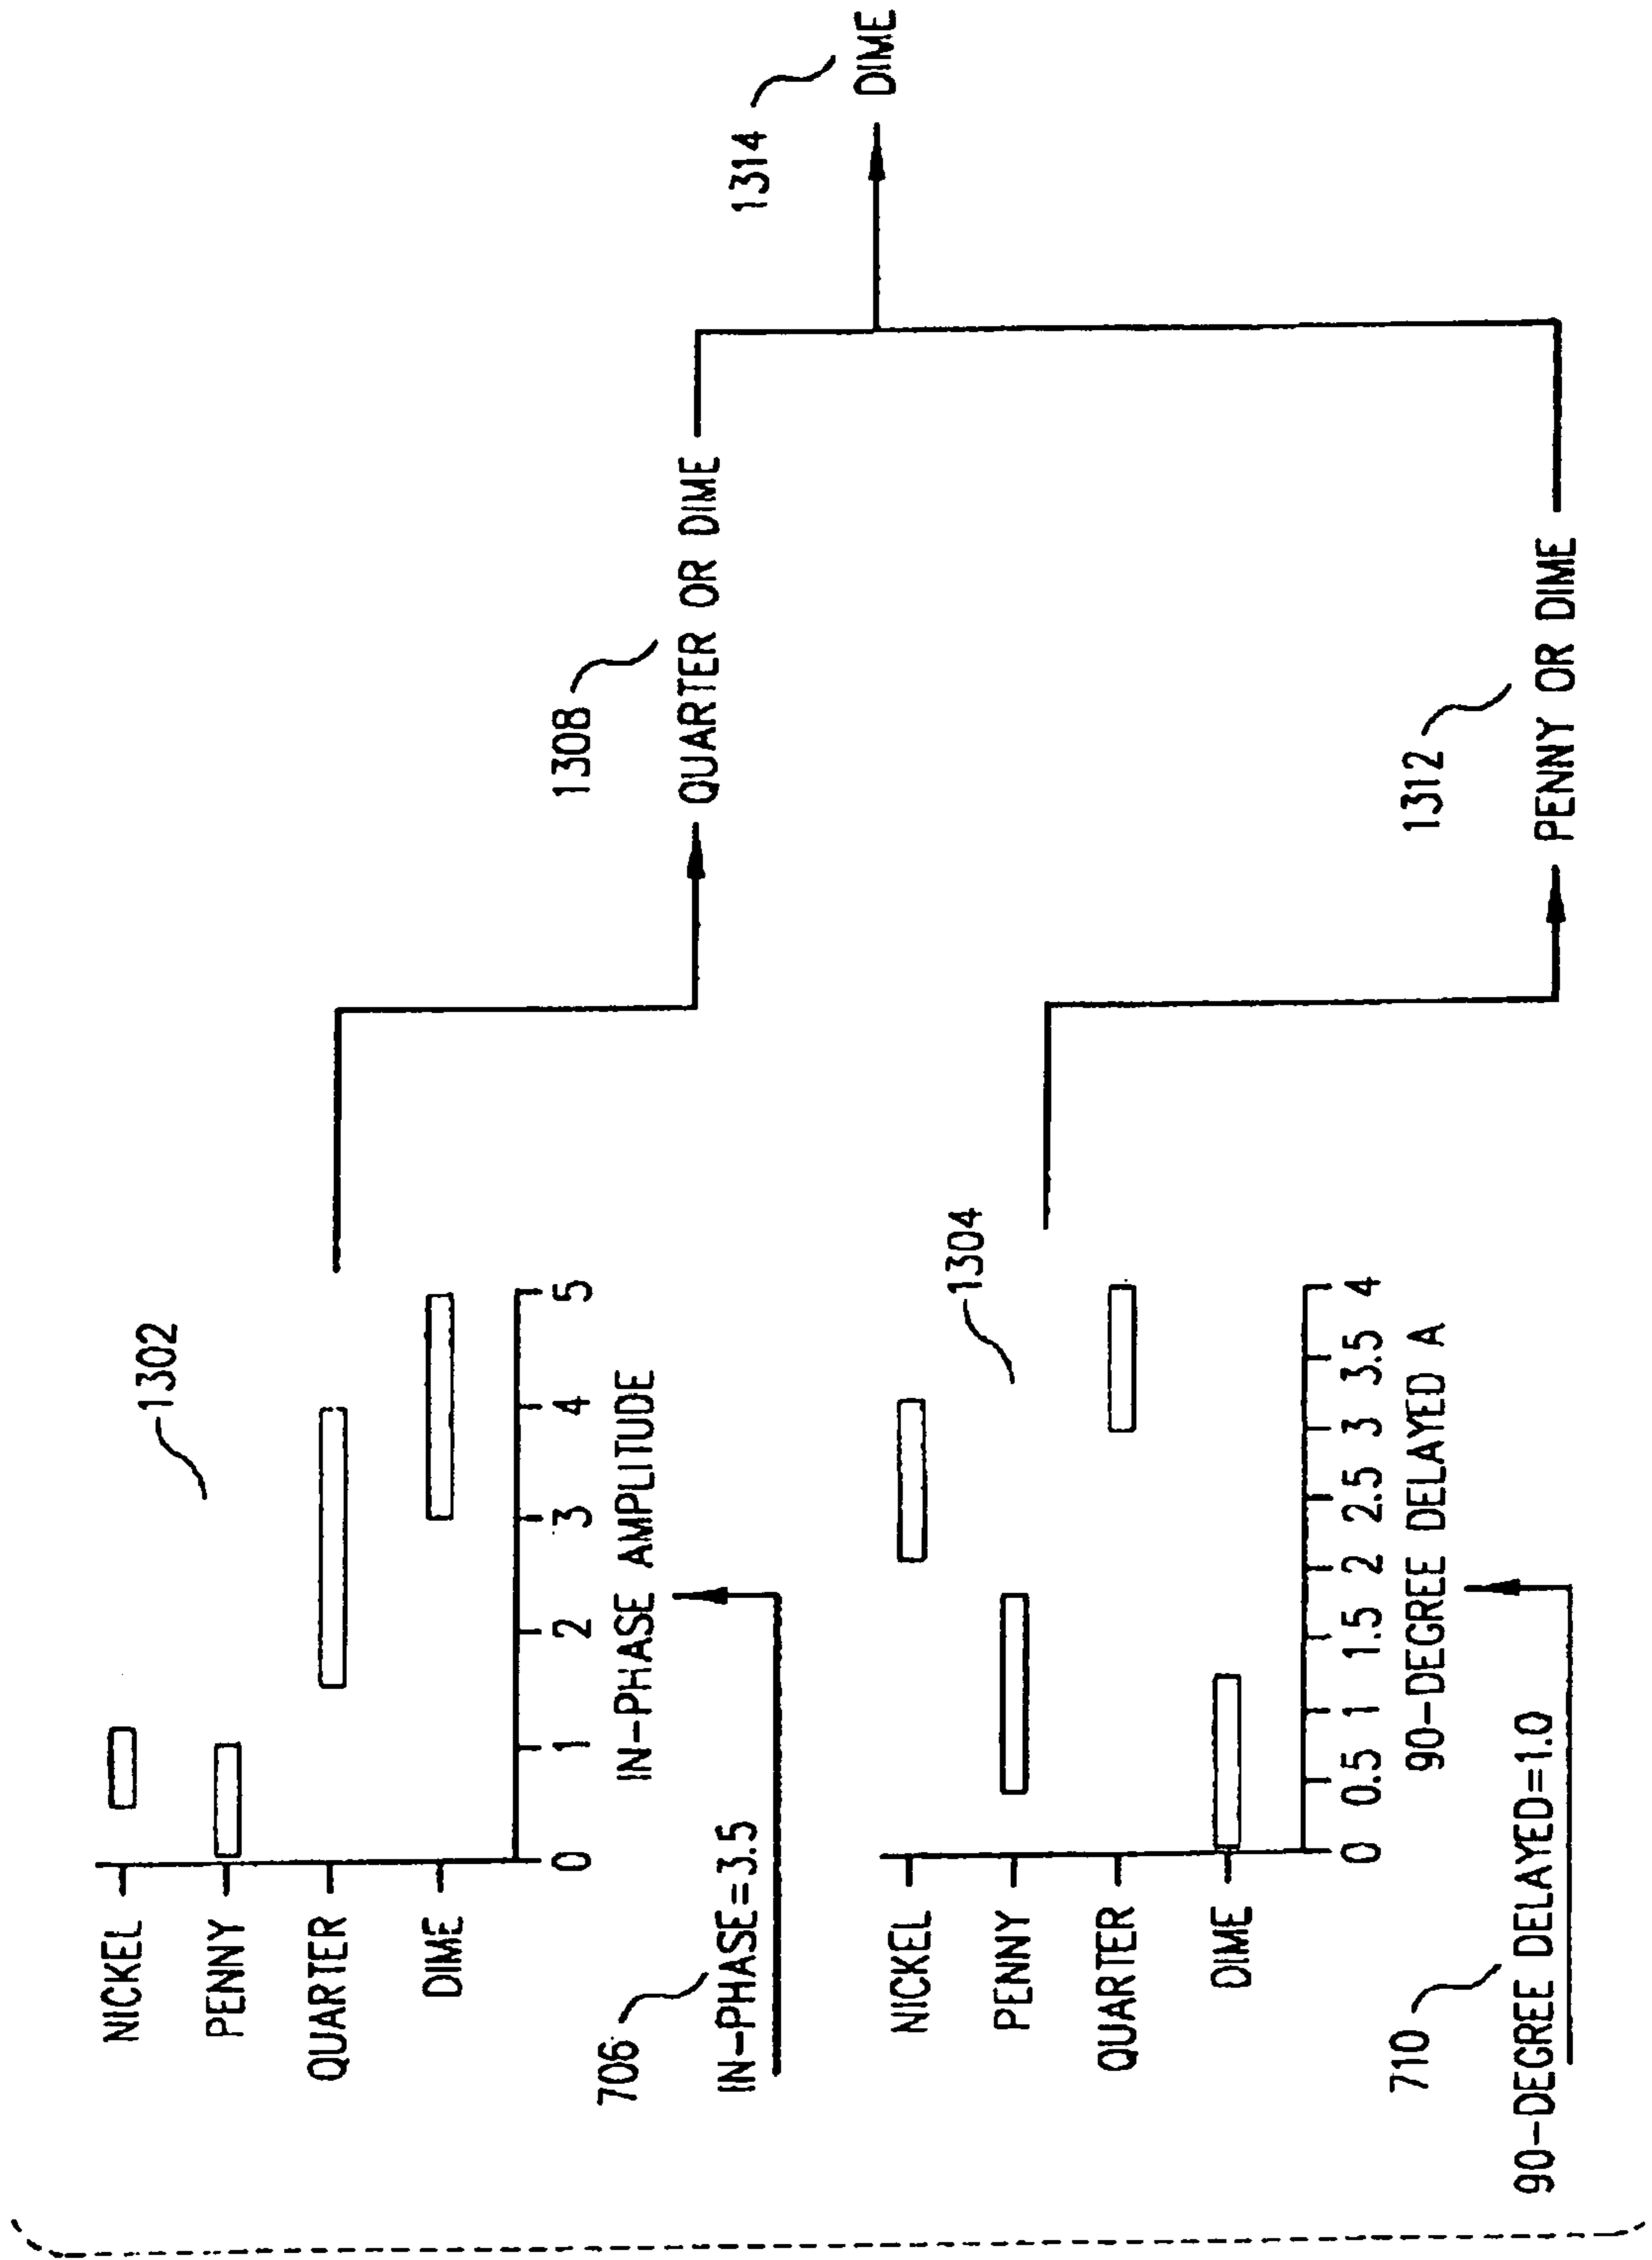 1302
NICKEL
PENNY
QUARTER
DIME
0 1 2 3 4 5
IN-PHASE AMPLITUDE
706
IN-PHASE=3.5
1308
QUARTER OR DIME
1314
DIME
1304
NICKEL
PENNY
QUARTER
DIME
0 0.5 1 1.5 2 2.5 3 3.5 4
90-DEGREE DELAYED A
710
90-DEGREE DELAYED=1.0
1312
PENNY OR DIME